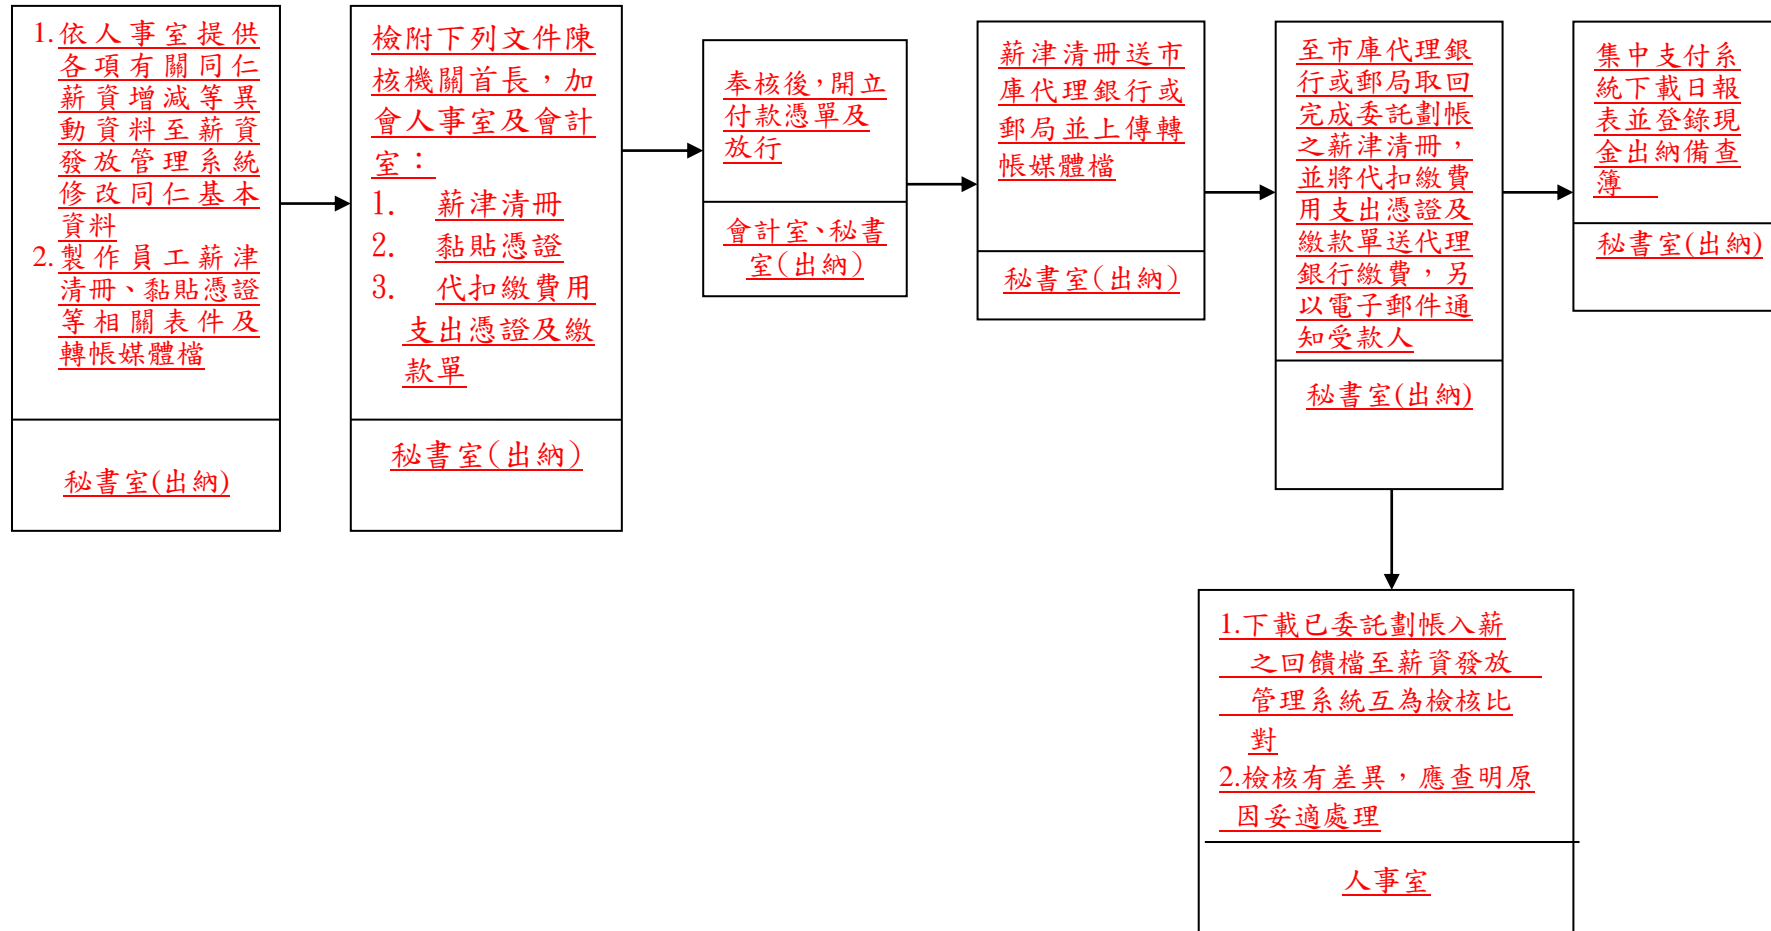 1.依人事室提供
各項有關同仁
薪資增減等異
動資料至薪資
發放管理系統
修改同仁基本
資料
2.製作員工薪津
清冊、黏貼憑證
等相關表件及
轉帳媒體檔
秘書室(出納)
檢附下列文件陳
核機關首長，加
會人事室及會計
室：
1. 薪津清冊
2. 黏貼憑證
3. 代扣繳費用
支出憑證及繳
款單
秘書室(出納)
奉核後，開立
付款憑單及
放行
會計室、秘書
室(出納)
薪津清冊送市
庫代理銀行或
郵局並上傳轉
帳媒體檔
秘書室(出納)
至市庫代理銀
行或郵局取回
完成委託劃帳
之薪津清冊，
並將代扣繳費
用支出憑證及
繳款單送代理
銀行繳費，另
以電子郵件通
知受款人
秘書室(出納)
集中支付系
統下載日報
表並登錄現
金出納備查
簿
秘書室(出納)
1.下載已委託劃帳入薪
之回饋檔至薪資發放
管理系統互為檢核比
對
2.檢核有差異，應查明原
因妥適處理
人事室